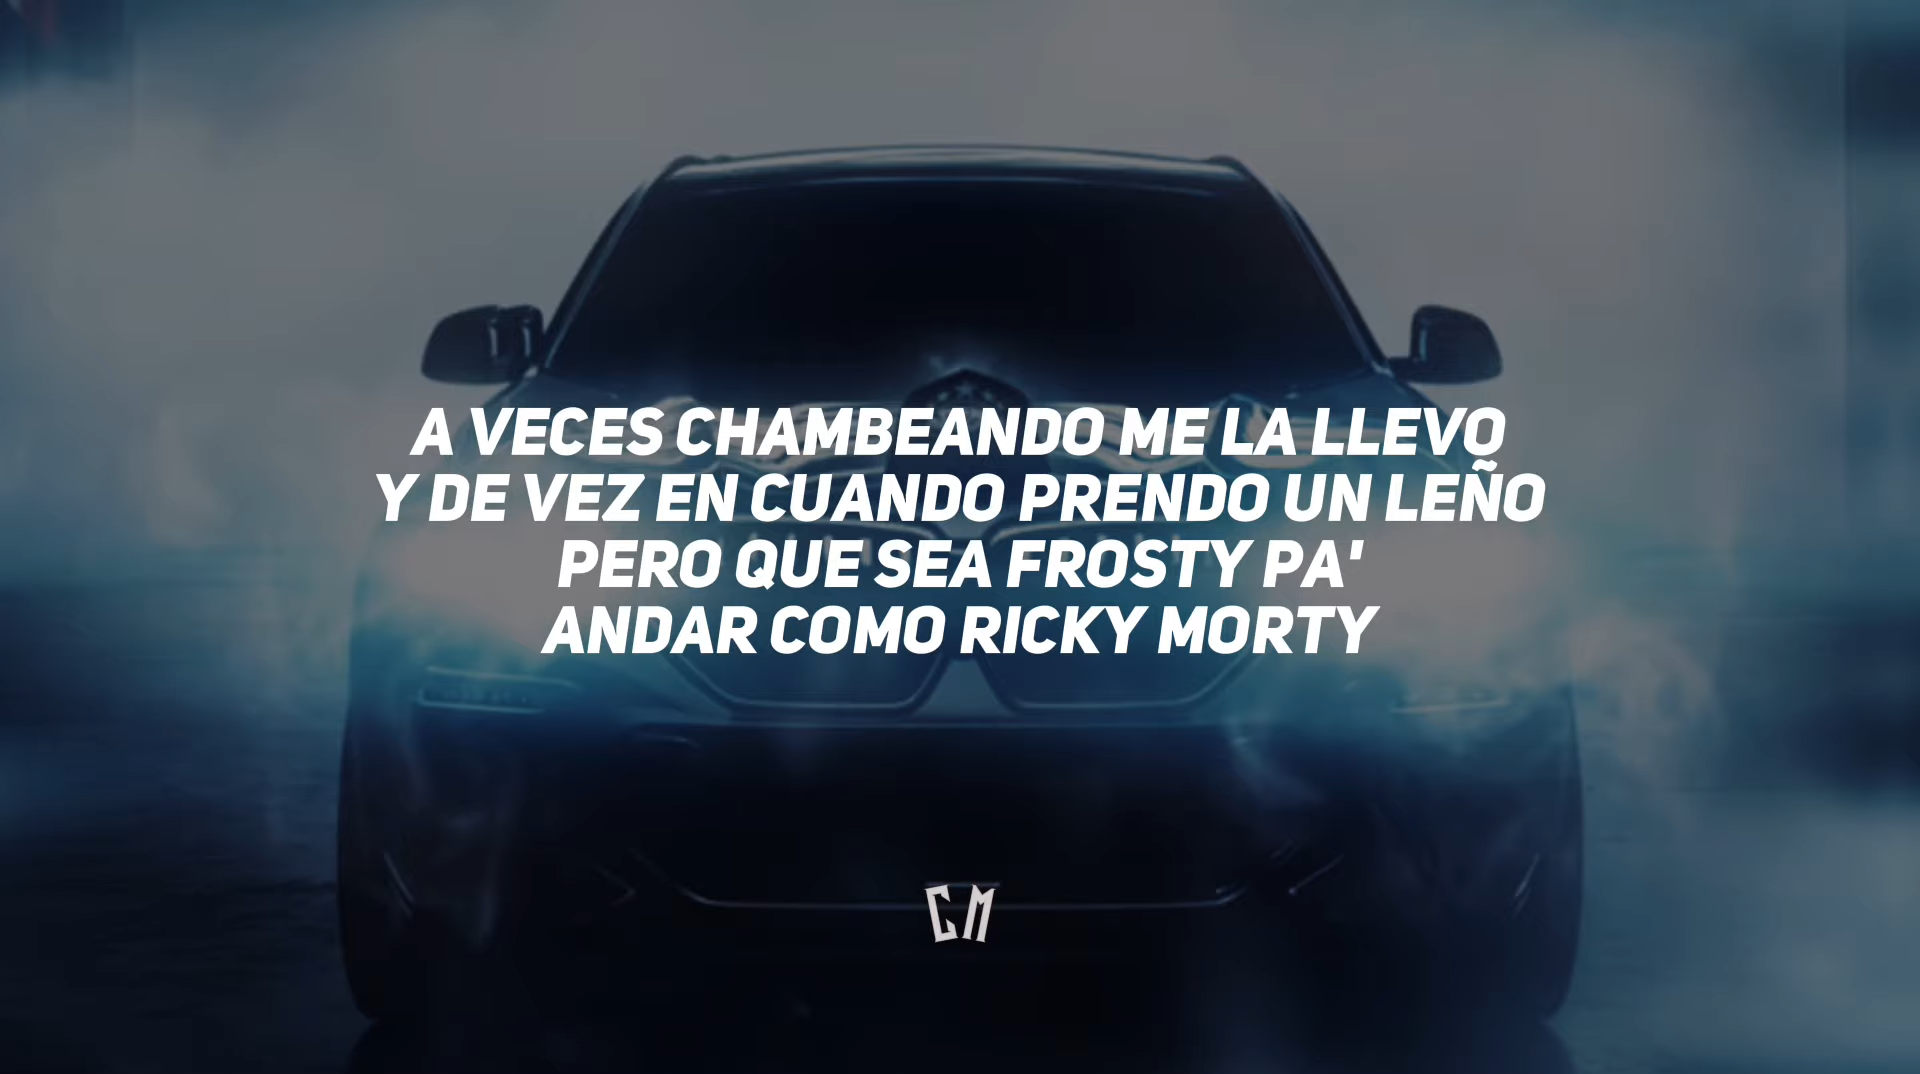 A VECES CHAMBEANDO ME LA LLEVO
Y DE VEZ EN CUANDO PRENDO UN LEÑO
PERO QUE SEA FROSTY PA'
ANDAR COMO RICKY MORTY
CM